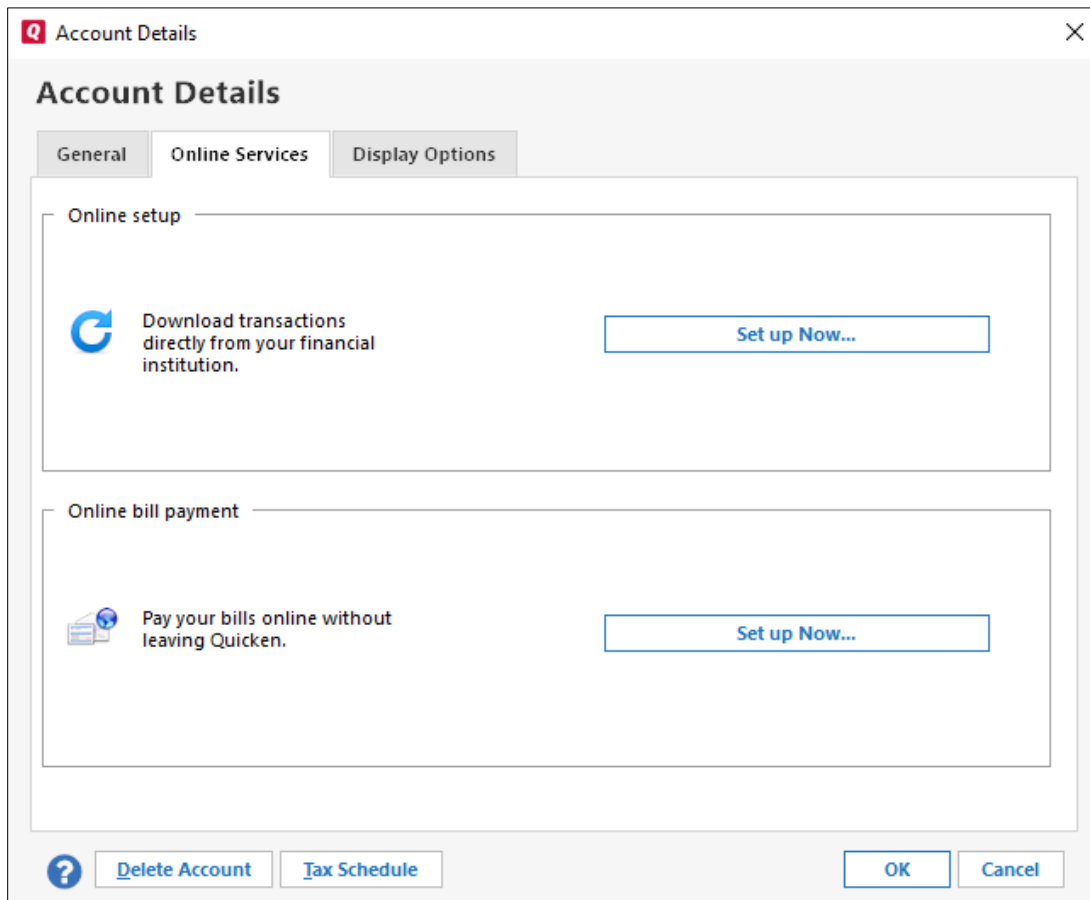 Q Account Details
Account Details
General Online Services Display Options
Online setup
Download transactions
directly from your financial
institution.
Set up Now...
Online bill payment
Pay your bills online without
leaving Quicken.
Set up Now...
? Delete Account Tax Schedule OK Cancel